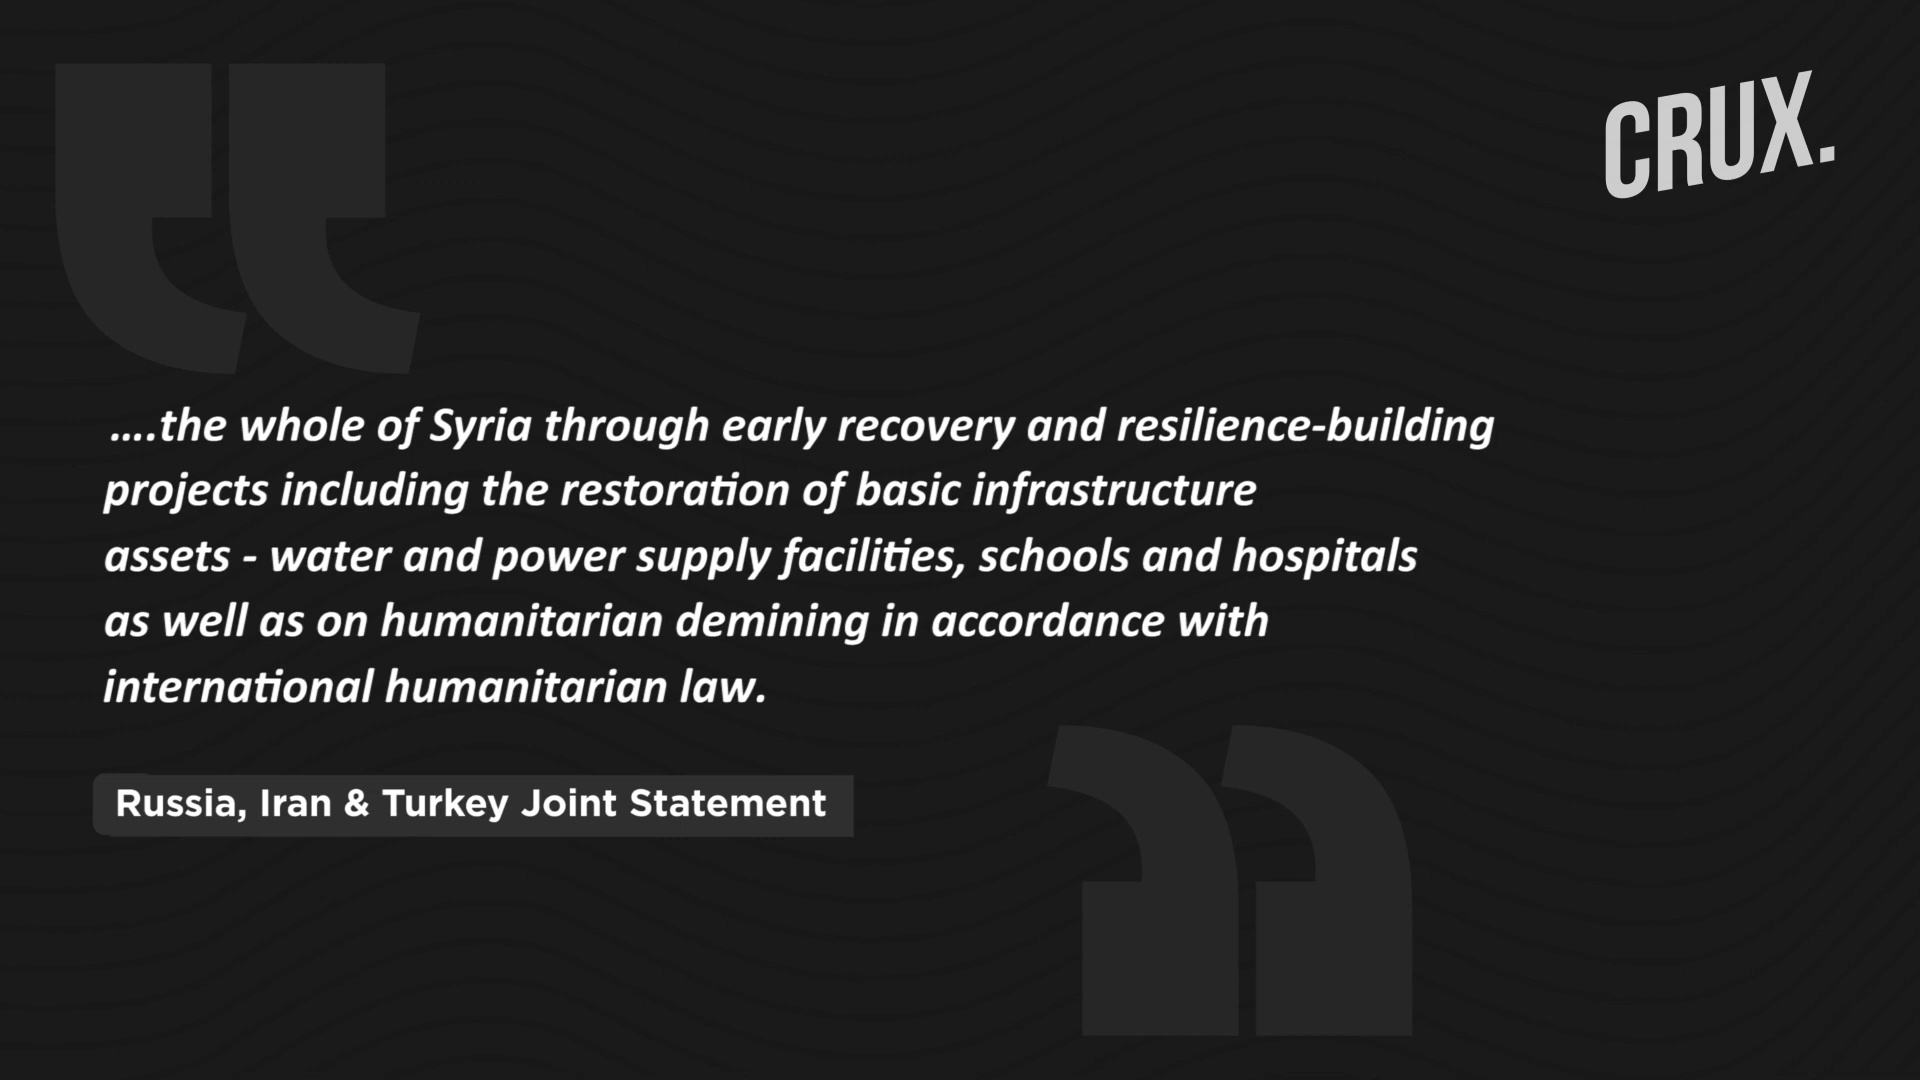 CRUX.
....the whole of Syria through early recovery and resilience-building
projects including the restoration of basic infrastructure
assets - water and power supply facilities, schools and hospitals
as well as on humanitarian demining in accordance with
international humanitarian law.
Russia, Iran & Turkey Joint Statement